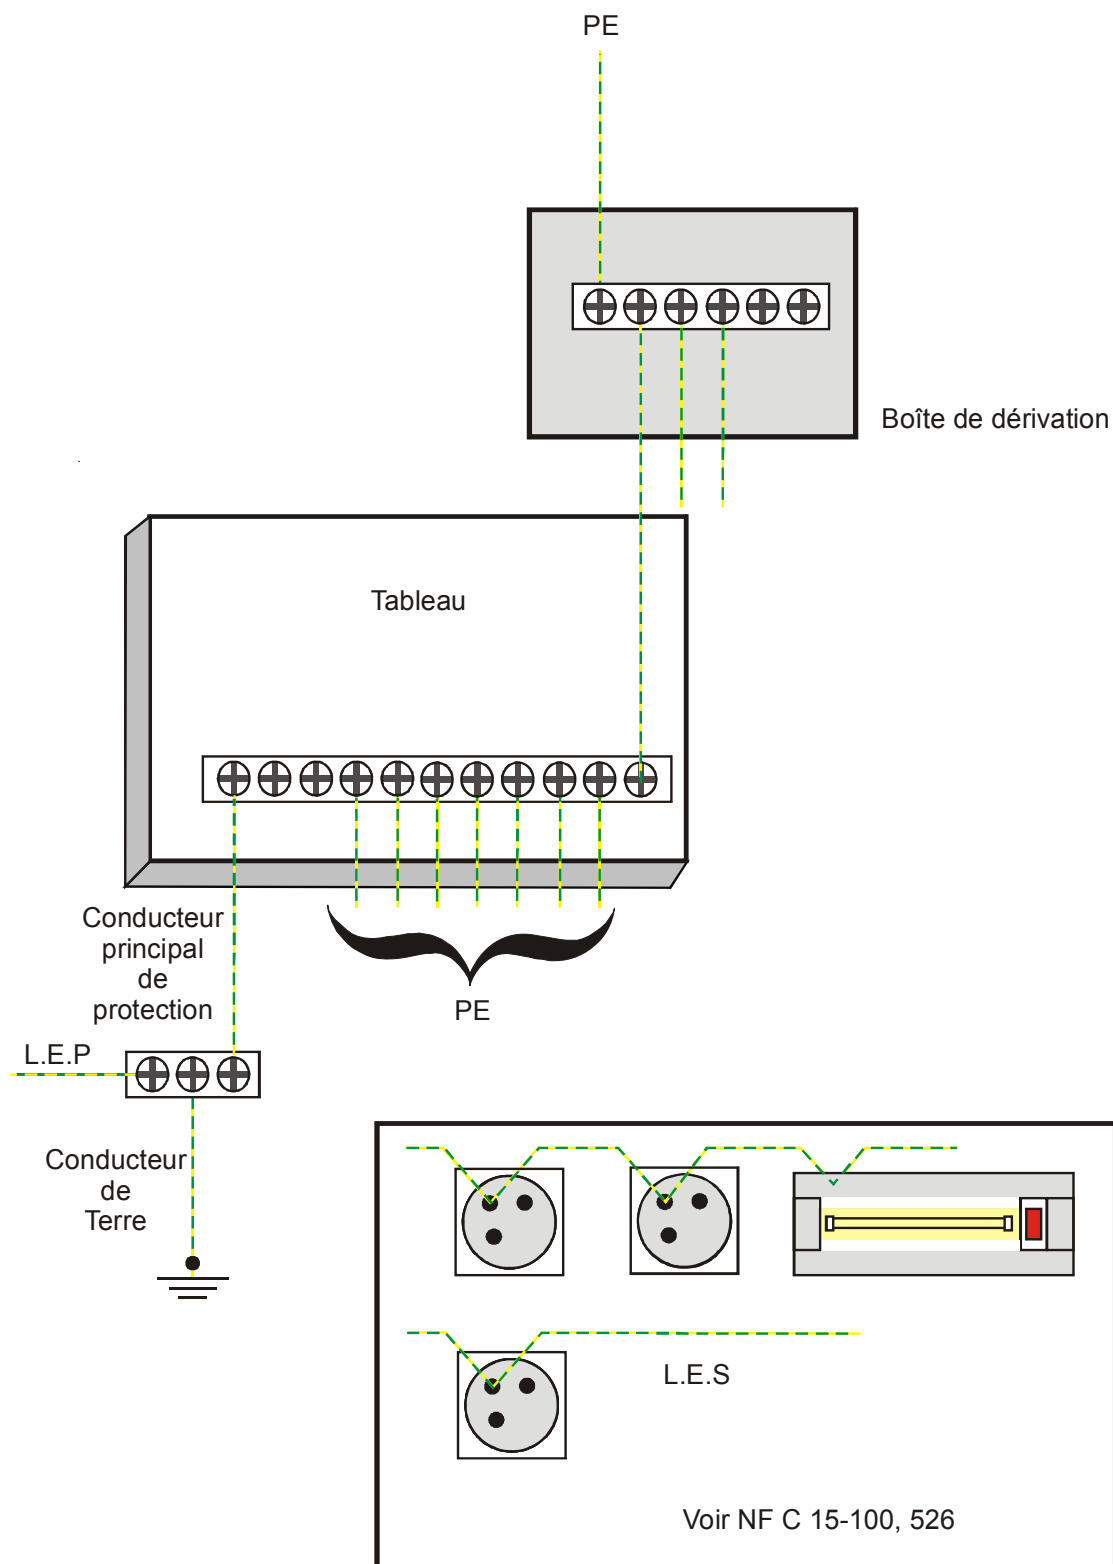 PE
Boîte de dérivation
Tableau
Conducteur
principal
de
protection
PE
L.E.P
Conducteur
de
Terre
L.E.S
Voir NF C 15-100, 526